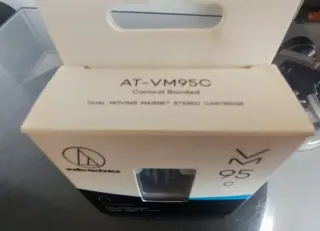 AT-VM95C
Conical Bonded
DUAL MOVING MAGNET STEREO CARTRIDGE
audio-technica
VM
95
C